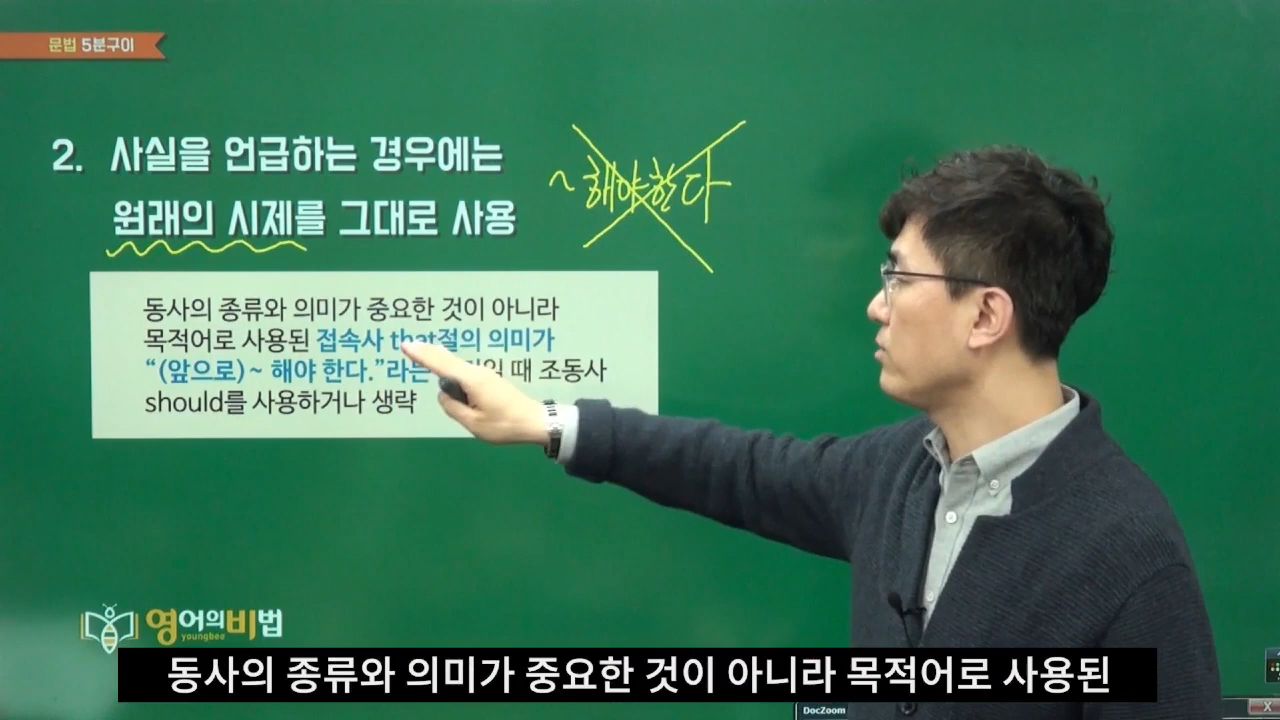 문법 5분구이
2. 사실을 언급하는 경우에는
원래의 시제를 그대로 사용
~해야한다
동사의 종류와 의미가 중요한 것이 아니라
목적어로 사용된 접속사 that절의 의미가
“(앞으로)~ 해야 한다.”라는 때 조동사
should를 사용하거나 생략
영어의비법
youngbee
동사의 종류와 의미가 중요한 것이 아니라 목적어로 사용된
DocZoom
X